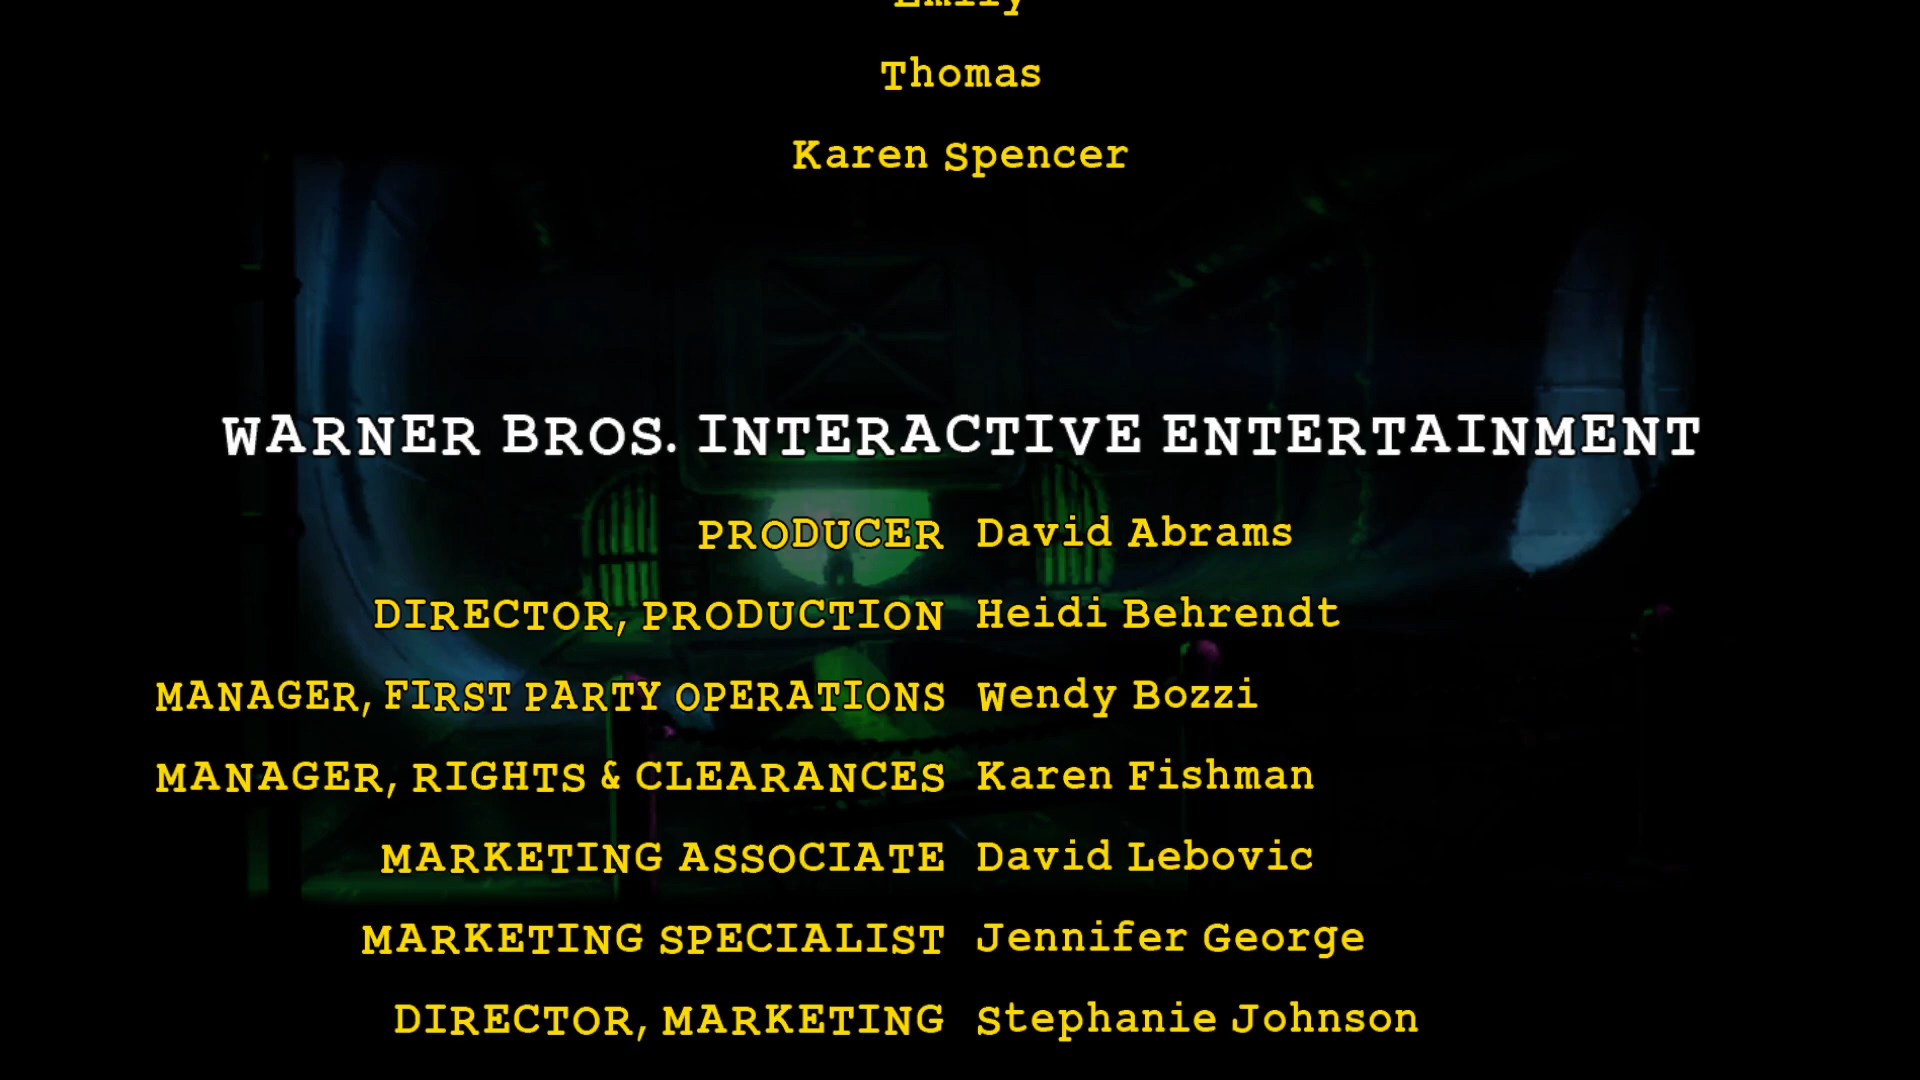 Emily
Thomas
Karen Spencer
WARNER BROS. INTERACTIVE ENTERTAINMENT
PRODUCER David Abrams
DIRECTOR, PRODUCTION Heidi Behrendt
MANAGER, FIRST PARTY OPERATIONS Wendy Bozzi
MANAGER, RIGHTS & CLEARANCES Karen Fishman
MARKETING ASSOCIATE David Lebovic
MARKETING SPECIALIST Jennifer George
DIRECTOR, MARKETING Stephanie Johnson